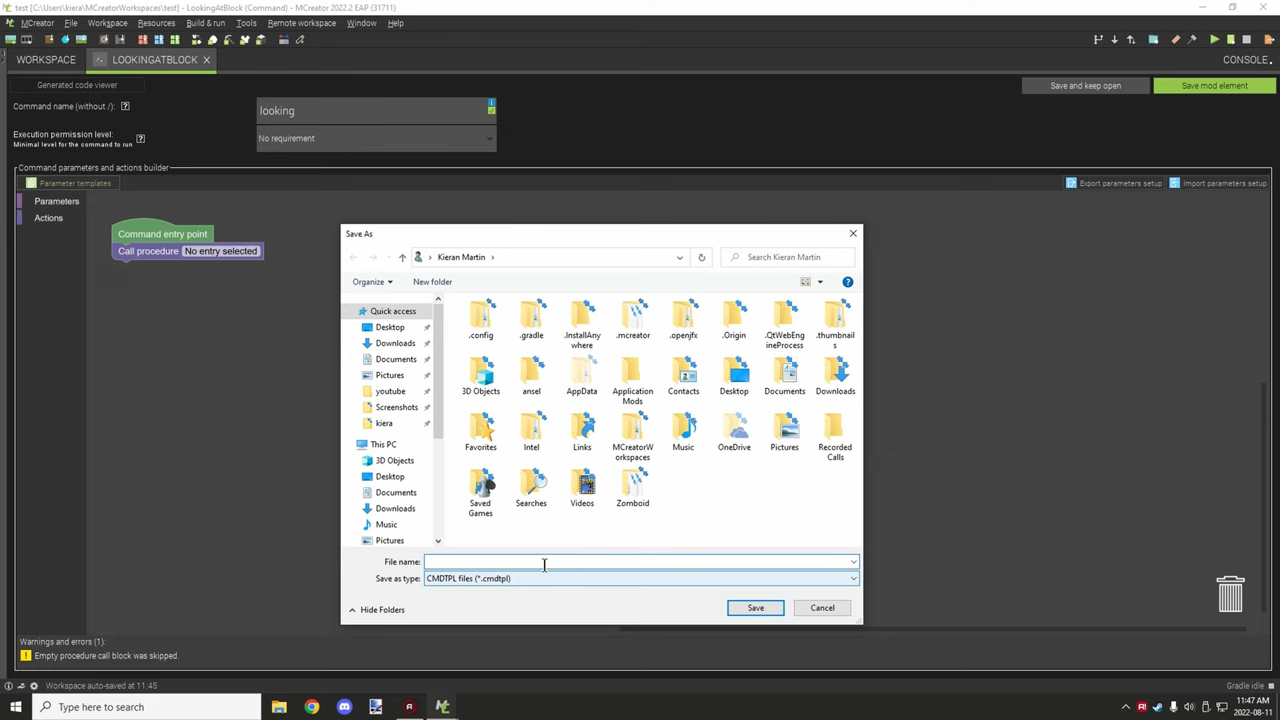 test [C:\Users\kiera\MCreatorWorkspaces\test] - LookingAtBlock (Command) - MCreator 2022.2 EAP (31711)
MCreator File Workspace Resources Build & run Tools Remote workspace Window Help
WORKSPACE LOOKINGATBLOCK CONSOLE
Generated code viewer Save and keep open Save mod element
Command name (without /): [?] looking
Execution permission level: [?]
Minimal level for the command to run
No requirement
Command parameters and actions builder
Parameter templates Export parameters setup Import parameters setup
Parameters
Actions
Command entry point
Call procedure No entry selected
Save As
Kieran Martin Search Kieran Martin
Organize New folder
Quick access
Desktop
Downloads
Documents
Pictures
youtube
Screenshots
kiera
This PC
3D Objects
Desktop
Documents
Downloads
Music
Pictures
.config .gradle .InstallAnywhere .mcreator .openjfx .Origin .QtWebEngineProcess .thumbnails
3D Objects ansel AppData Application Mods Contacts Desktop Documents Downloads
Favorites Intel Links MCreatorWorkspaces Music OneDrive Pictures Recorded Calls
Saved Games Searches Videos Zomboid
File name:
Save as type: CMDTPL files (*.cmdtpl)
Hide Folders Save Cancel
Warnings and errors (1):
Empty procedure call block was skipped.
Workspace auto-saved at 11:45 Gradle idle
Type here to search
11:47 AM
2022-08-11